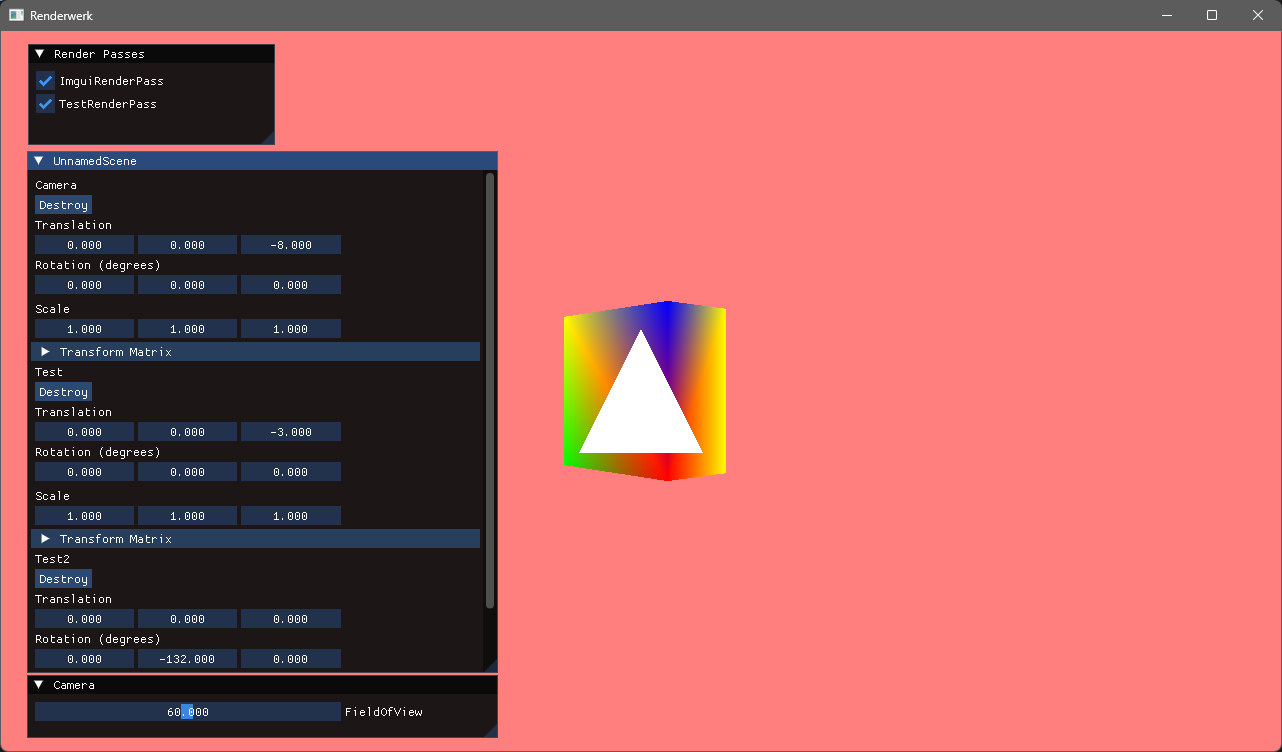 Renderwerk
Render Passes
ImguiRenderPass
TestRenderPass
UnnamedScene
Camera
Destroy
Translation
0.000 0.000 -8.000
Rotation (degrees)
0.000 0.000 0.000
Scale
1.000 1.000 1.000
Transform Matrix
Test
Destroy
Translation
0.000 0.000 -3.000
Rotation (degrees)
0.000 0.000 0.000
Scale
1.000 1.000 1.000
Transform Matrix
Test2
Destroy
Translation
0.000 0.000 0.000
Rotation (degrees)
0.000 -132.000 0.000
Camera
60.000 FieldOfView